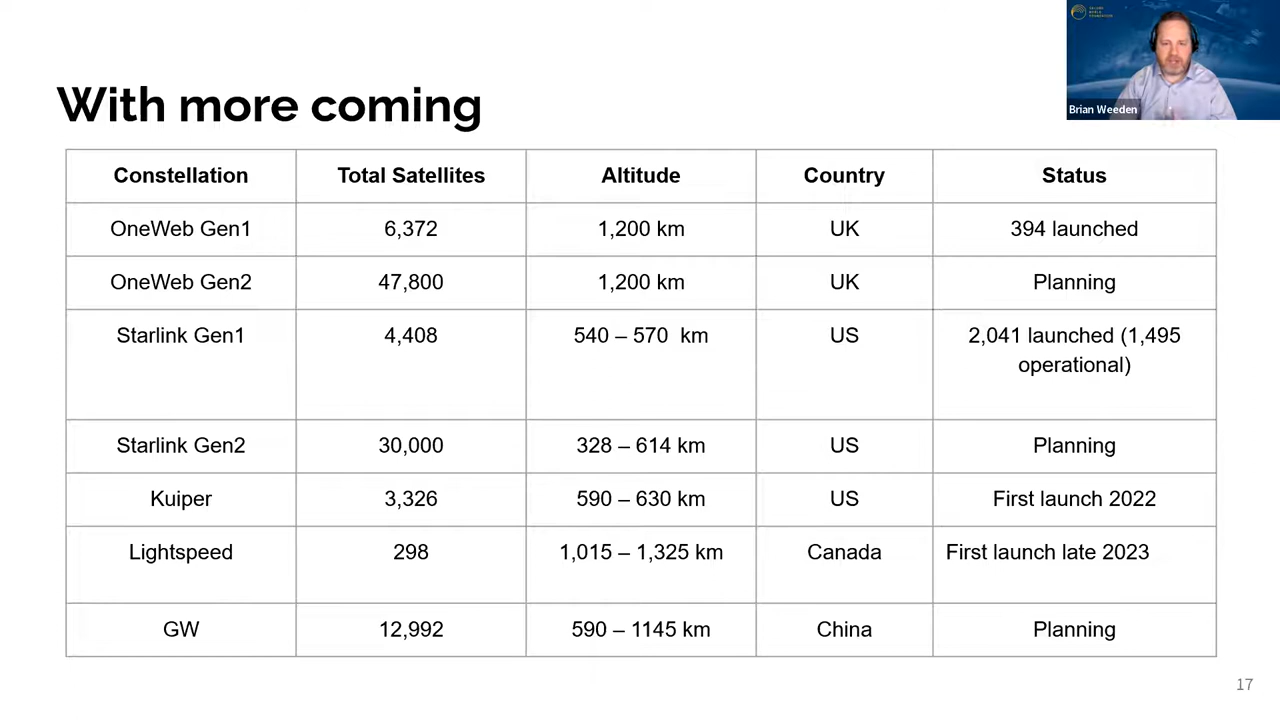 SECURE WORLD FOUNDATION
Brian Weeden
With more coming
Constellation Total Satellites Altitude Country Status
OneWeb Gen1 6,372 1,200 km UK 394 launched
OneWeb Gen2 47,800 1,200 km UK Planning
Starlink Gen1 4,408 540 – 570 km US 2,041 launched (1,495
operational)
Starlink Gen2 30,000 328 – 614 km US Planning
Kuiper 3,326 590 – 630 km US First launch 2022
Lightspeed 298 1,015 – 1,325 km Canada First launch late 2023
GW 12,992 590 – 1145 km China Planning
17